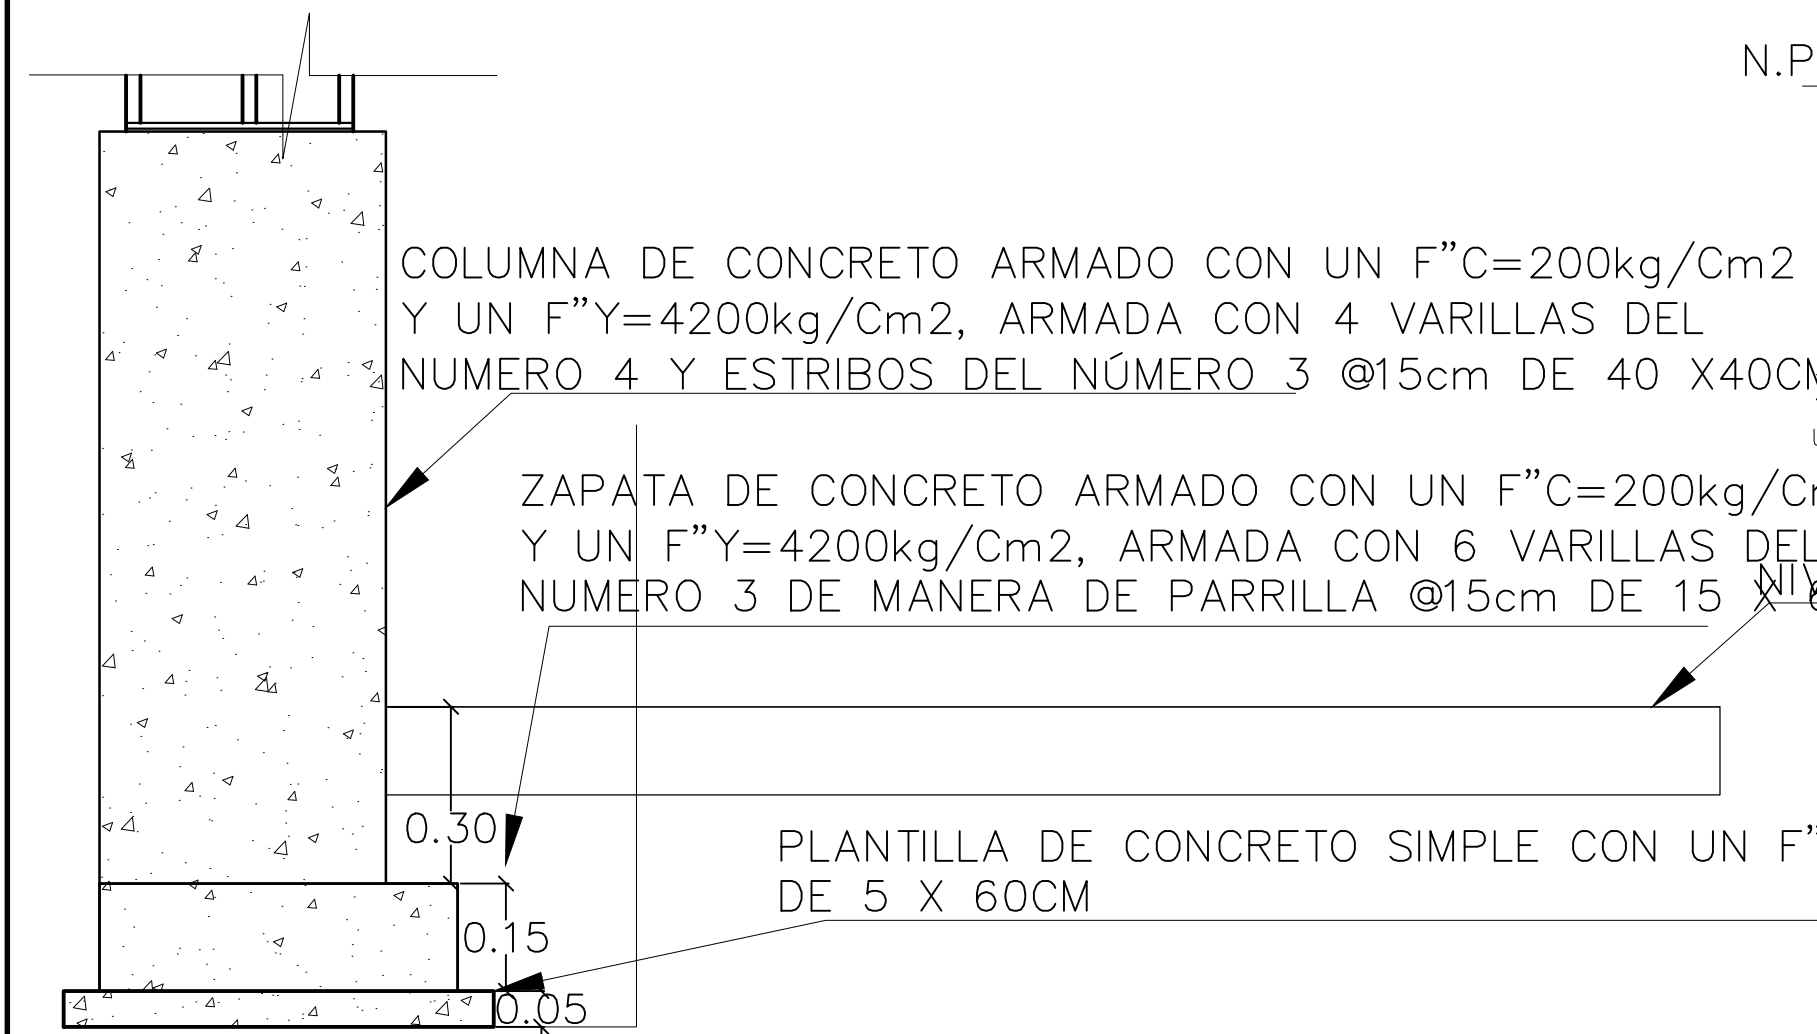 N.P
COLUMNA DE CONCRETO ARMADO CON UN F”C=200kg/Cm2
Y UN F”Y=4200kg/Cm2, ARMADA CON 4 VARILLAS DEL
NUMERO 4 Y ESTRIBOS DEL NÚMERO 3 @15cm DE 40 X40CM
ZAPATA DE CONCRETO ARMADO CON UN F”C=200kg/Cm
Y UN F”Y=4200kg/Cm2, ARMADA CON 6 VARILLAS DEL
NUMERO 3 DE MANERA DE PARRILLA @15cm DE 15 X
NIV
0.30
PLANTILLA DE CONCRETO SIMPLE CON UN F”
DE 5 X 60CM
0.15
0.05